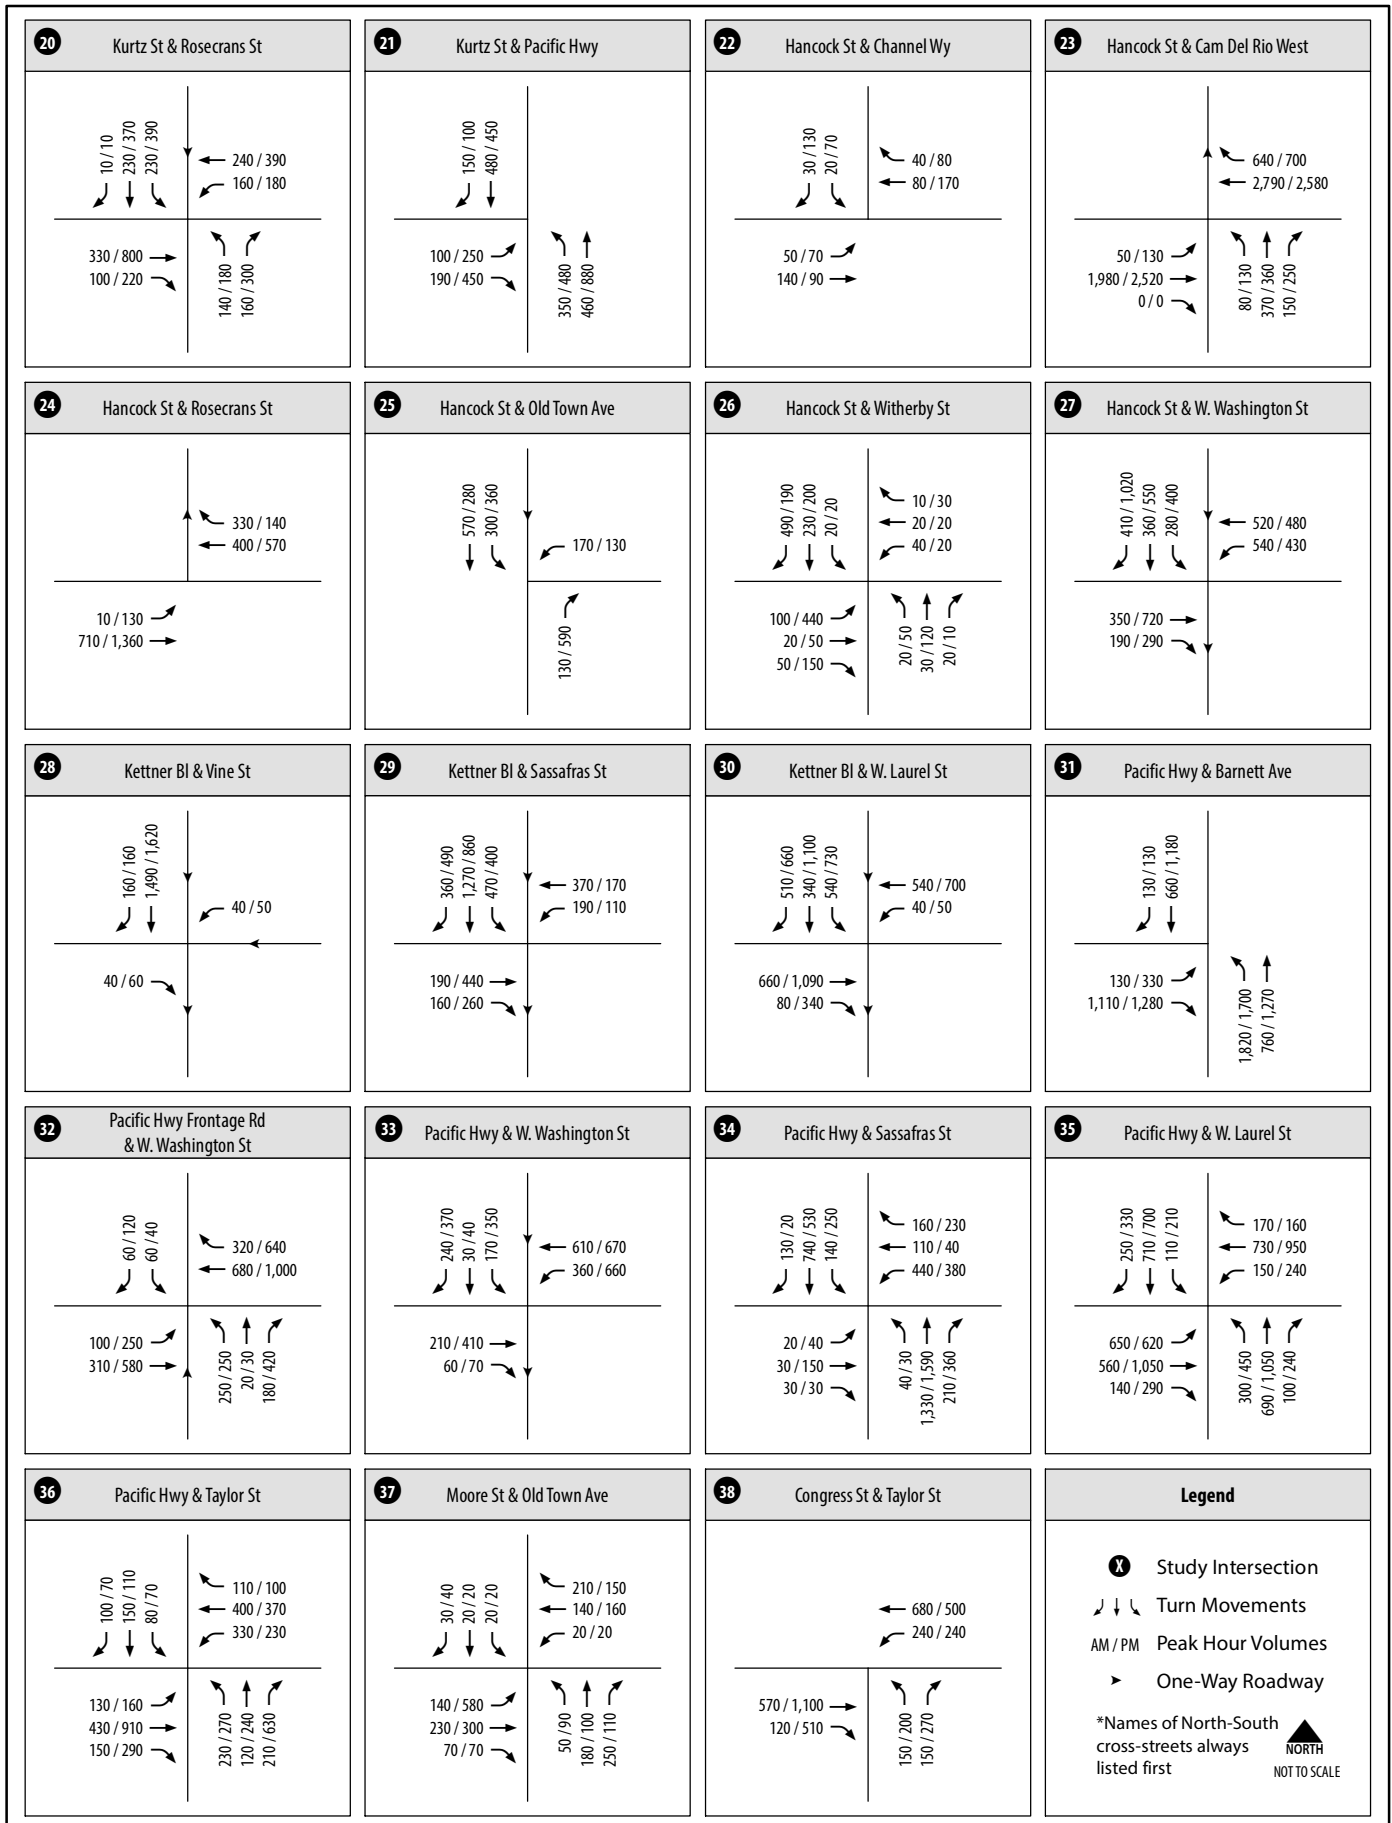 20
Kurtz St & Rosecrans St
10 / 10
230 / 370
230 / 390
240 / 390
160 / 180
330 / 800
100 / 220
140 / 180
160 / 300
21
Kurtz St & Pacific Hwy
150 / 100
480 / 450
100 / 250
190 / 450
350 / 480
460 / 880
22
Hancock St & Channel Wy
30 / 130
20 / 70
40 / 80
80 / 170
50 / 70
140 / 90
23
Hancock St & Cam Del Rio West
640 / 700
2,790 / 2,580
50 / 130
1,980 / 2,520
0 / 0
80 / 130
370 / 360
150 / 250
24
Hancock St & Rosecrans St
330 / 140
400 / 570
10 / 130
710 / 1,360
25
Hancock St & Old Town Ave
570 / 280
300 / 360
170 / 130
130 / 590
26
Hancock St & Witherby St
490 / 190
230 / 200
20 / 20
10 / 30
20 / 20
40 / 20
100 / 440
20 / 50
50 / 150
20 / 50
30 / 120
20 / 10
27
Hancock St & W. Washington St
410 / 1,020
360 / 550
280 / 400
520 / 480
540 / 430
350 / 720
190 / 290
28
Kettner Bl & Vine St
160 / 160
1,490 / 1,620
40 / 50
40 / 60
29
Kettner Bl & Sassafras St
360 / 490
1,270 / 860
470 / 400
370 / 170
190 / 110
190 / 440
160 / 260
30
Kettner Bl & W. Laurel St
510 / 660
340 / 1,100
540 / 730
540 / 700
40 / 50
660 / 1,090
80 / 340
31
Pacific Hwy & Barnett Ave
130 / 130
660 / 1,180
130 / 330
1,110 / 1,280
1,820 / 1,700
760 / 1,270
32
Pacific Hwy Frontage Rd
& W. Washington St
60 / 120
60 / 40
320 / 640
680 / 1,000
100 / 250
310 / 580
250 / 250
20 / 30
180 / 420
33
Pacific Hwy & W. Washington St
240 / 370
30 / 40
170 / 350
610 / 670
360 / 660
210 / 410
60 / 70
34
Pacific Hwy & Sassafras St
130 / 20
740 / 530
140 / 250
160 / 230
110 / 40
440 / 380
20 / 40
30 / 150
30 / 30
40 / 30
1,330 / 1,590
210 / 360
35
Pacific Hwy & W. Laurel St
250 / 330
710 / 700
110 / 210
170 / 160
730 / 950
150 / 240
650 / 620
560 / 1,050
140 / 290
300 / 450
690 / 1,050
100 / 240
36
Pacific Hwy & Taylor St
100 / 70
150 / 110
80 / 70
110 / 100
400 / 370
330 / 230
130 / 160
430 / 910
150 / 290
230 / 270
120 / 240
210 / 630
37
Moore St & Old Town Ave
30 / 40
20 / 20
20 / 20
210 / 150
140 / 160
20 / 20
140 / 580
230 / 300
70 / 70
50 / 90
180 / 100
250 / 110
38
Congress St & Taylor St
680 / 500
240 / 240
570 / 1,100
120 / 510
150 / 200
150 / 270
Legend
X Study Intersection
Turn Movements
AM / PM Peak Hour Volumes
One-Way Roadway
*Names of North-South
cross-streets always
listed first
NORTH
NOT TO SCALE